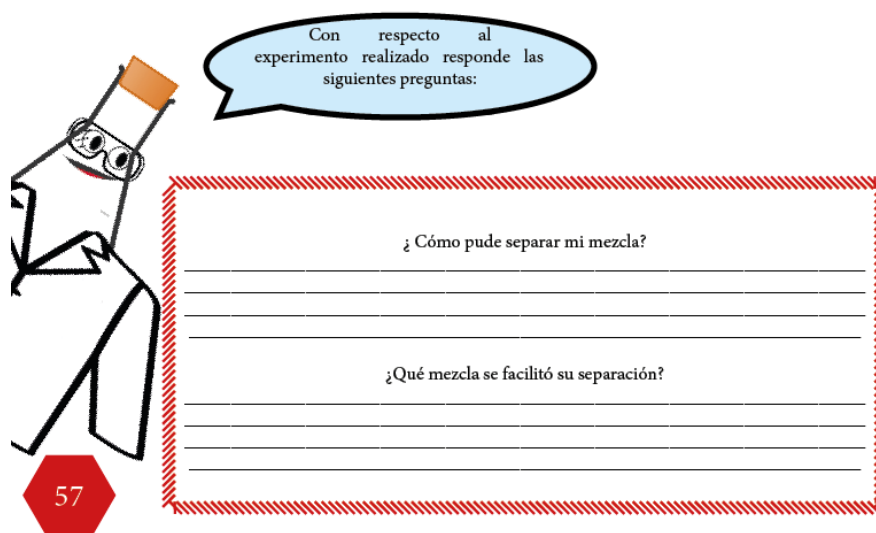 Con respecto al
experimento realizado responde las
siguientes preguntas:
¿ Cómo pude separar mi mezcla?
¿Qué mezcla se facilitó su separación?
57